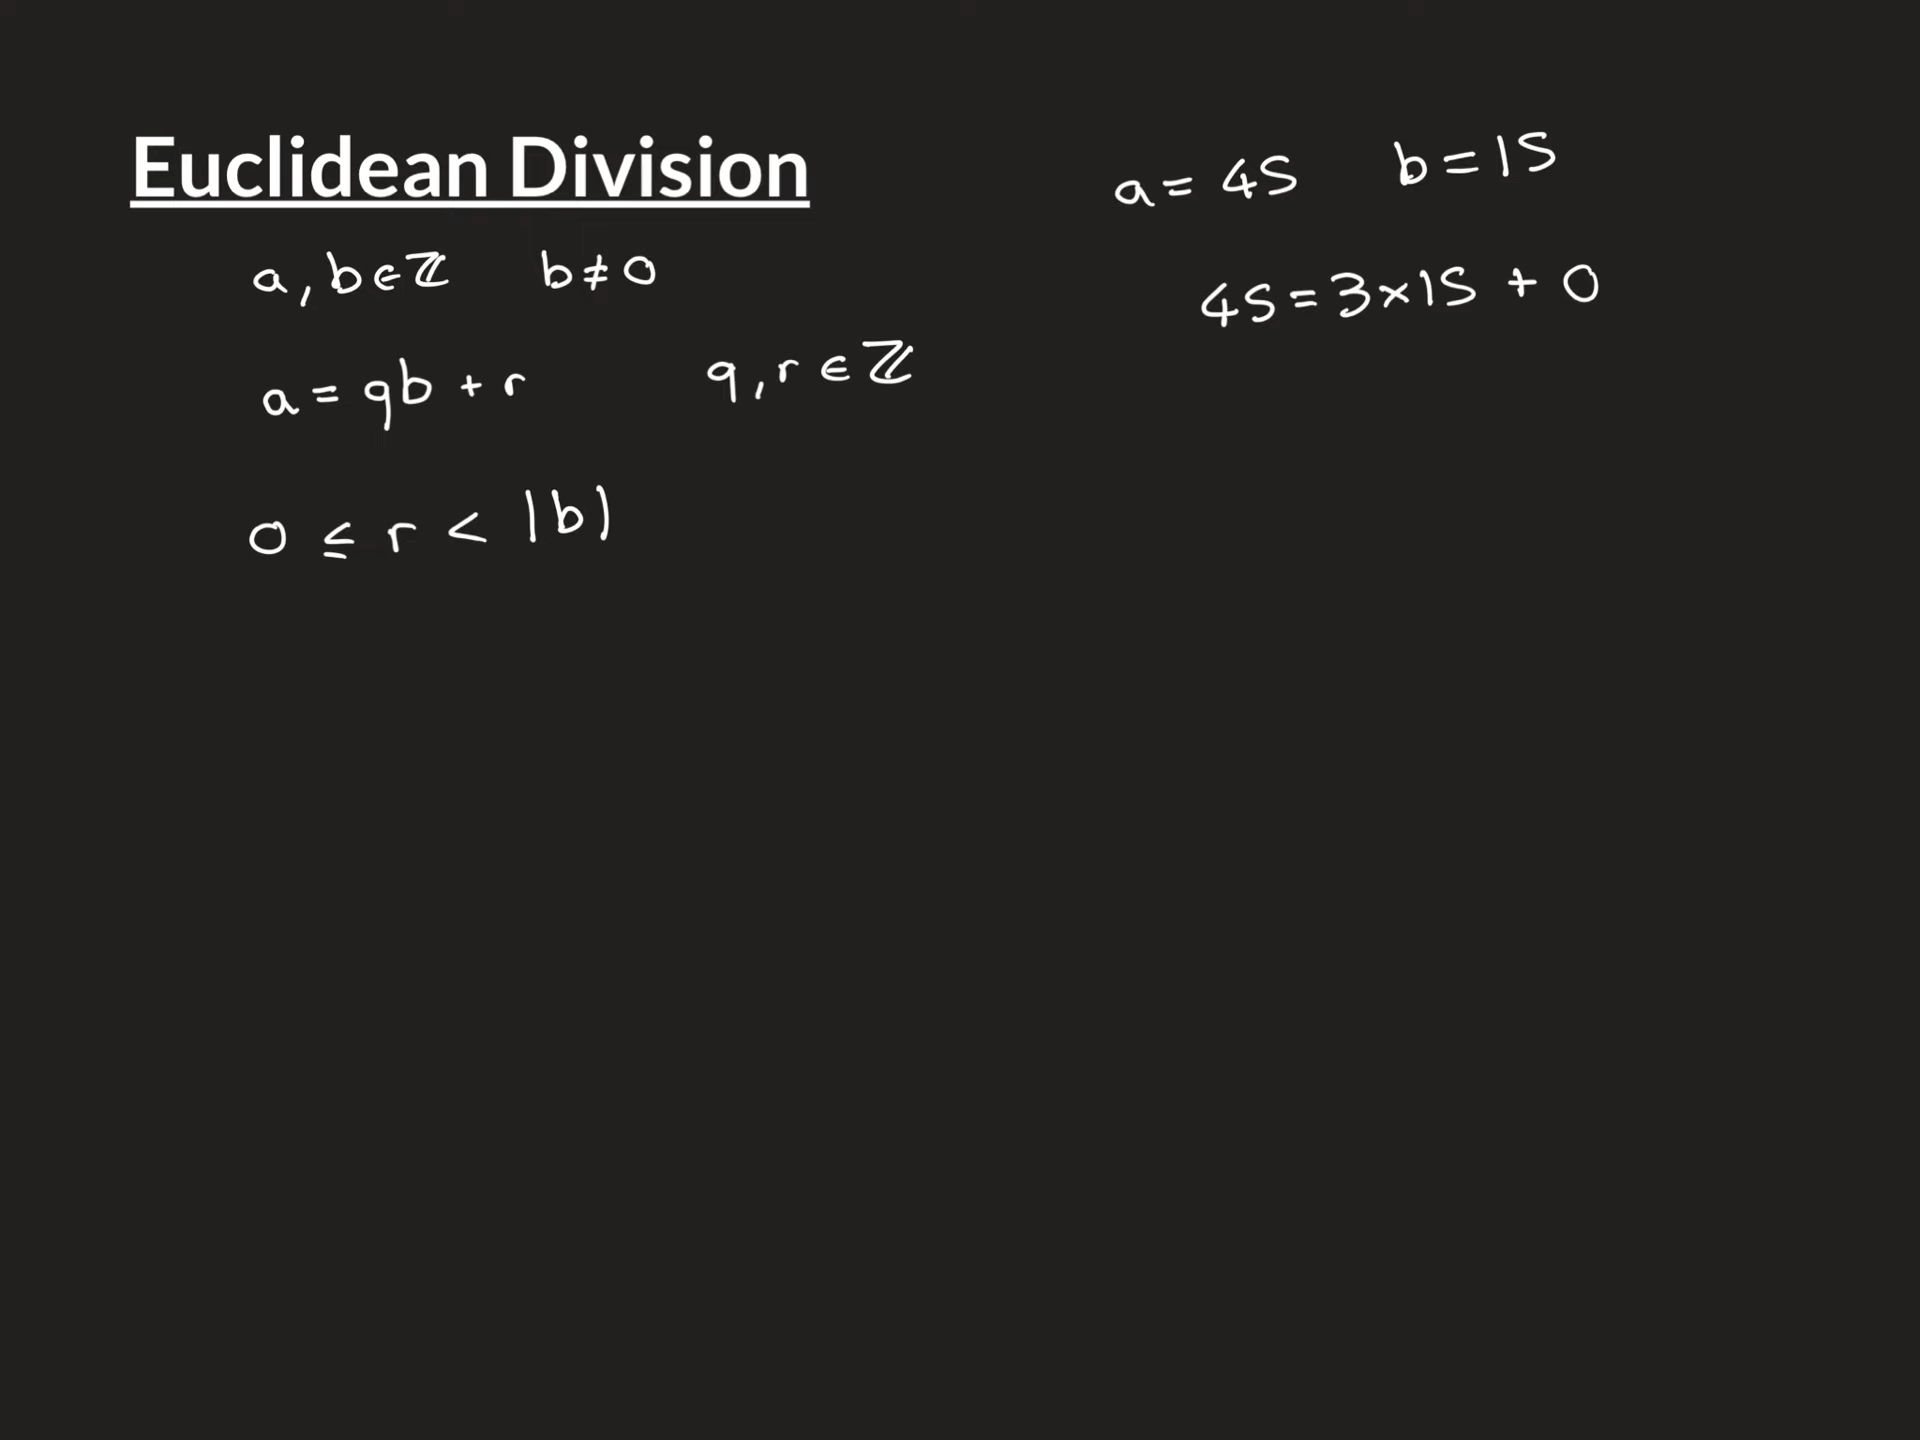 Euclidean Division
a, b ∈ ℤ b ≠ 0
a = qb + r q, r ∈ ℤ
0 ≤ r < |b|
a = 45 b = 15
45 = 3 × 15 + 0